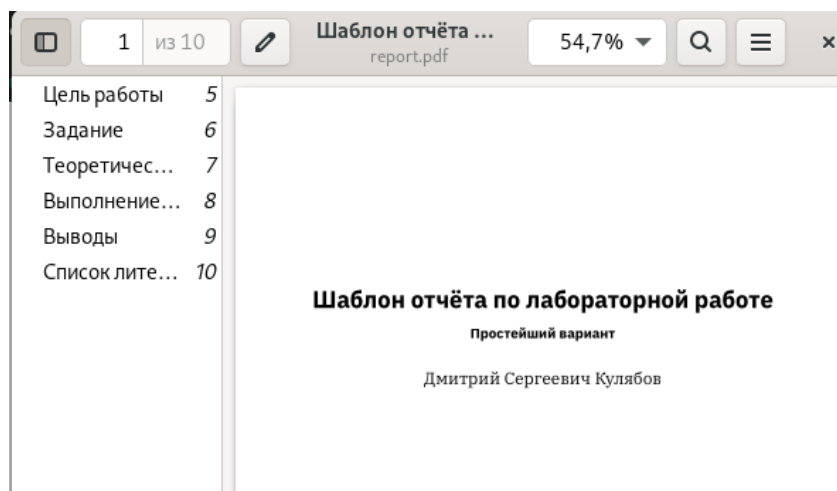 1 из 10
Шаблон отчёта ...
report.pdf
54,7%
Цель работы 5
Задание 6
Теоретичес... 7
Выполнение... 8
Выводы 9
Список лите... 10
Шаблон отчёта по лабораторной работе
Простейший вариант
Дмитрий Сергеевич Кулябов